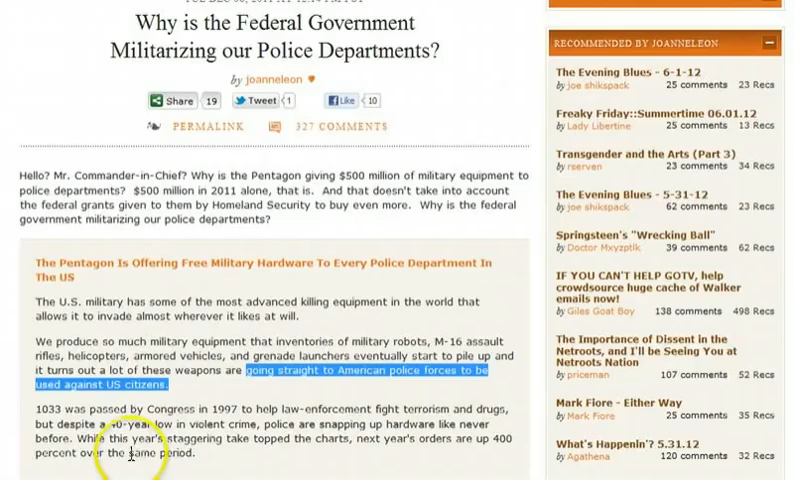 Why is the Federal Government
Militarizing our Police Departments?
by joanneleon
Share 19
Tweet 1
Like 10
PERMALINK
327 COMMENTS
Hello? Mr. Commander-in-Chief? Why is the Pentagon giving $500 million of military equipment to
police departments? $500 million in 2011 alone, that is. And that doesn't take into account
the federal grants given to them by Homeland Security to buy even more. Why is the federal
government militarizing our police departments?
The Pentagon Is Offering Free Military Hardware To Every Police Department In
The US
The U.S. military has some of the most advanced killing equipment in the world that
allows it to invade almost wherever it likes at will.
We produce so much military equipment that inventories of military robots, M-16 assault
rifles, helicopters, armored vehicles, and grenade launchers eventually start to pile up and
it turns out a lot of these weapons are going straight to American police forces to be
used against US citizens.
1033 was passed by Congress in 1997 to help law-enforcement fight terrorism and drugs,
but despite a 40-year low in violent crime, police are snapping up hardware like never
before. While this year's staggering take topped the charts, next year's orders are up 400
percent over the same period.
RECOMMENDED BY JOANNELEON
The Evening Blues - 6-1-12
by joe shikspack 25 comments 23 Recs
Freaky Friday::Summertime 06.01.12
by Lady Libertine 25 comments 13 Recs
Transgender and the Arts (Part 3)
by rserven 23 comments 34 Recs
The Evening Blues - 5-31-12
by joe shikspack 62 comments 23 Recs
Springsteen's "Wrecking Ball"
by Doctor Mxyzptlk 39 comments 62 Recs
IF YOU CAN'T HELP GOTV, help
crowdsource huge cache of Walker
emails now!
by Giles Goat Boy 138 comments 498 Recs
The Importance of Dissent in the
Netroots, and I'll be Seeing You at
Netroots Nation
by priceman 107 comments 52 Recs
Mark Fiore - Either Way
by Mark Fiore 25 comments 35 Recs
What's Happenin'? 5.31.12
by Agathena 120 comments 32 Recs